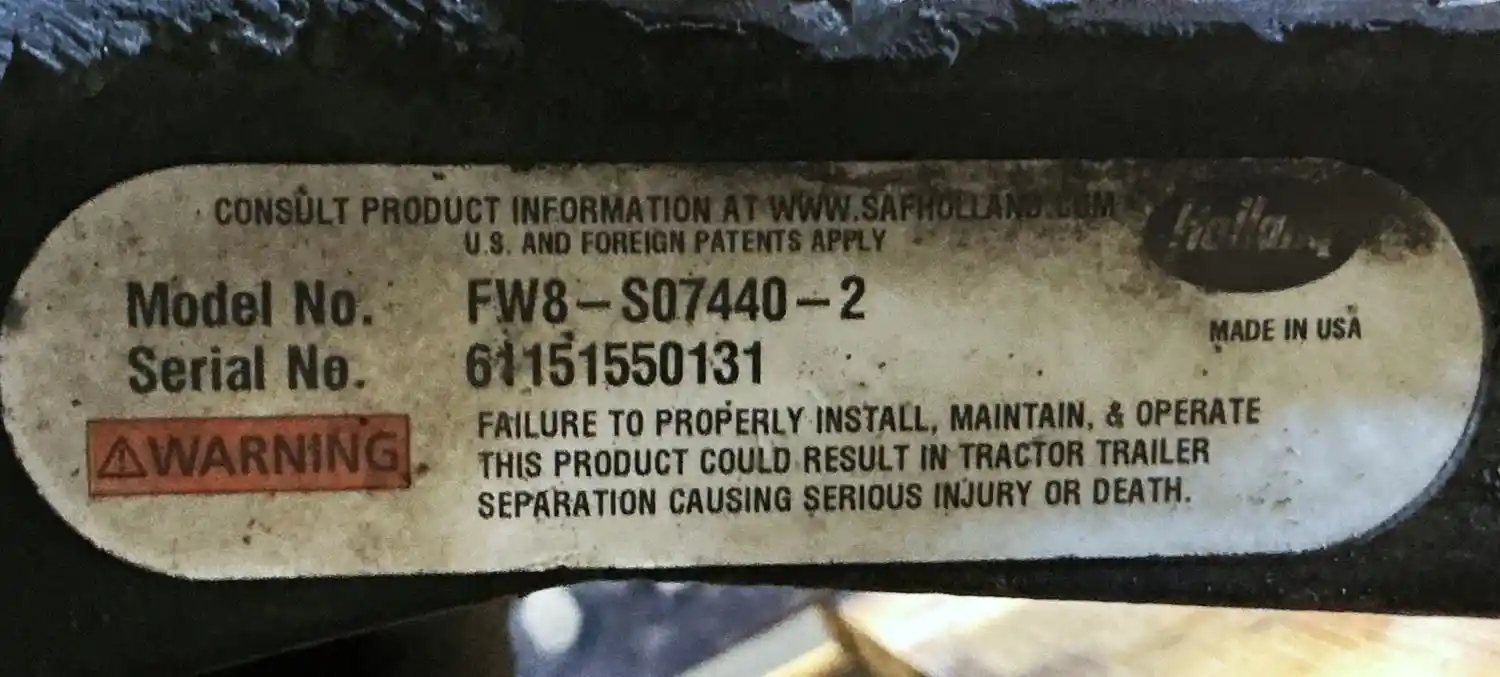 CONSULT PRODUCT INFORMATION AT WWW.SAFHOLLAND.COM
U.S. AND FOREIGN PATENTS APPLY
Holland
Model No. FW8-S07440-2
MADE IN USA
Serial No. 61151550131
⚠WARNING
FAILURE TO PROPERLY INSTALL, MAINTAIN, & OPERATE
THIS PRODUCT COULD RESULT IN TRACTOR TRAILER
SEPARATION CAUSING SERIOUS INJURY OR DEATH.